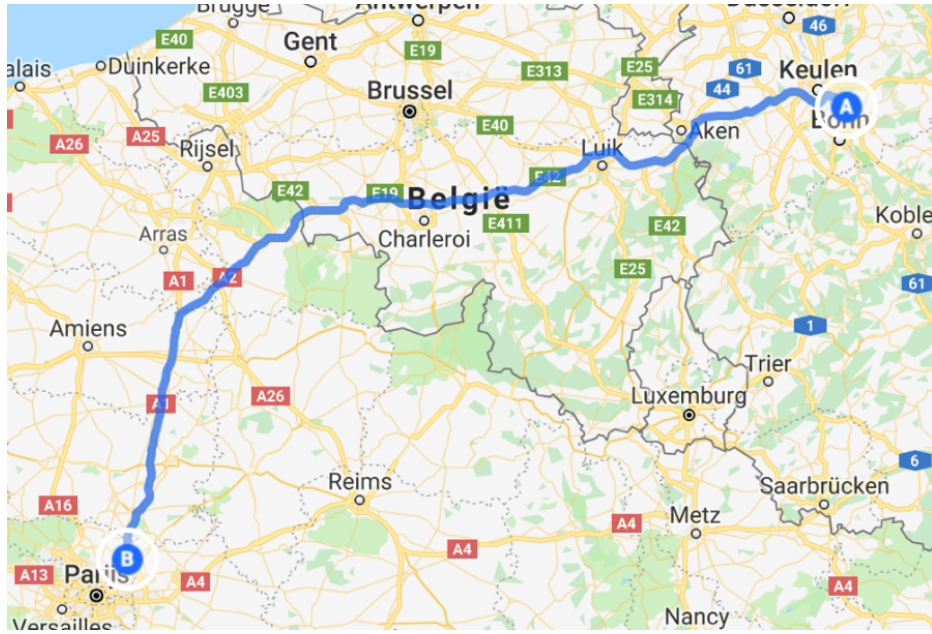 Brugge
Antwerpen
Düsseldorf
46
E40
Gent
E19
alais
Duinkerke
E313
E25
61
Keulen
E403
Brussel
44
E314
A
A26
A25
E40
Aken
Bonn
Rijsel
Luik
E42
E42
E19
België
Koble
Arras
E411
E42
Charleroi
A1
A2
E25
61
Amiens
1
Trier
A1
A26
Luxemburg
6
Reims
Saarbrücken
A16
Metz
A4
A4
B
A13
Parijs
A4
A4
Nancy
Versailles